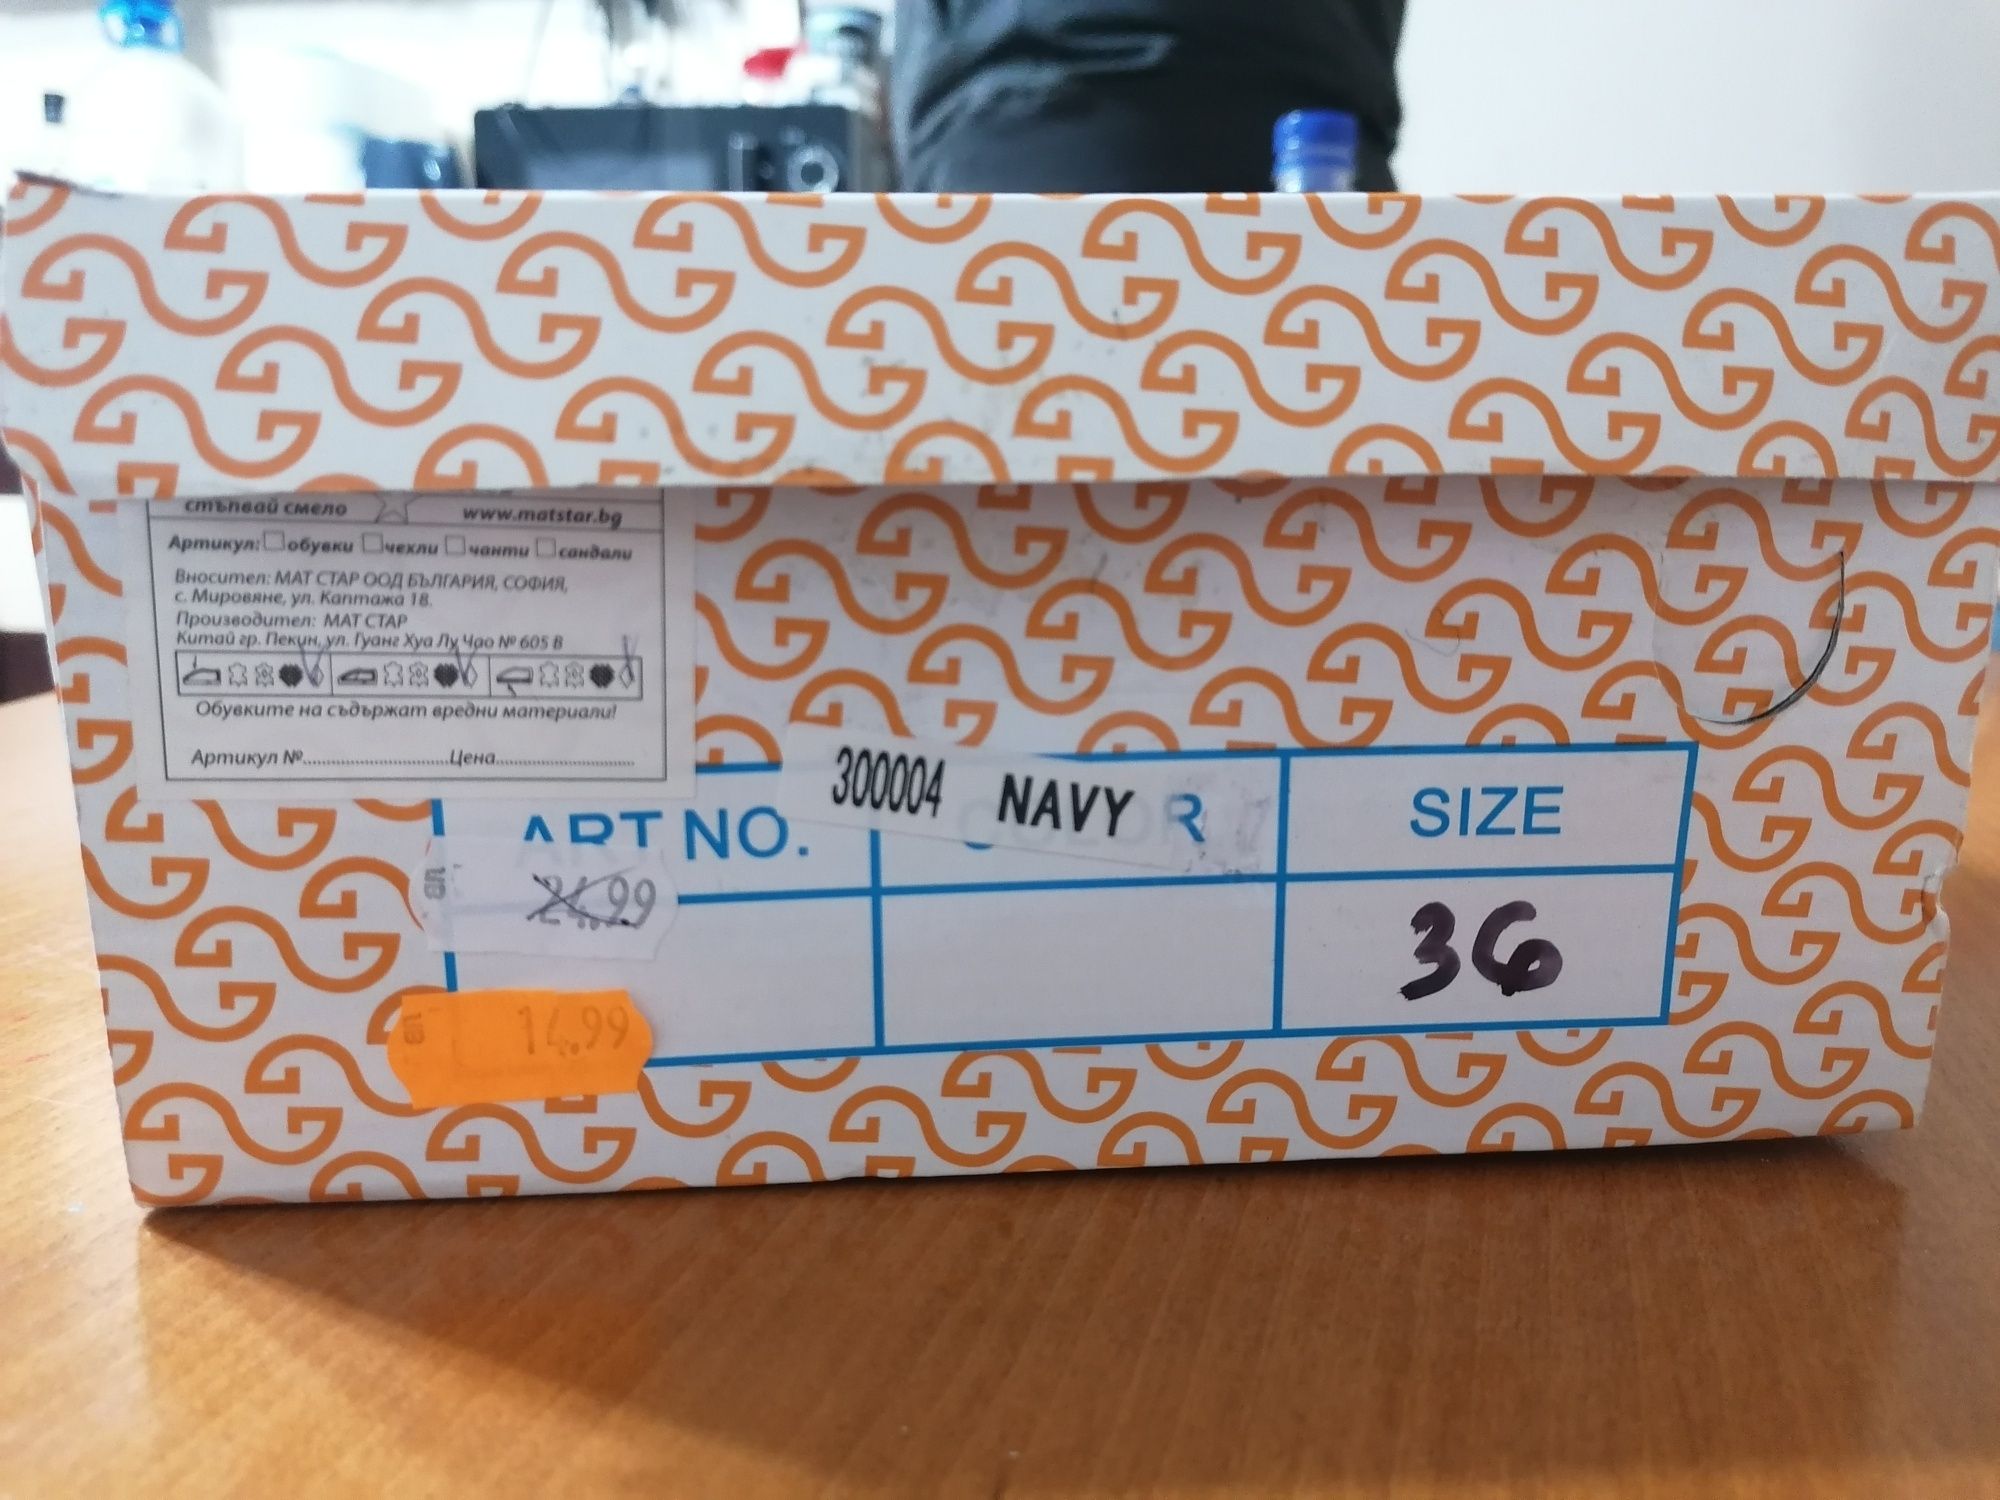 стъпвай смело www.matstar.bg
Артикул: обувки чехли чанти сандали
Вносител: МАТ СТАР ООД БЪЛГАРИЯ, СОФИЯ,
с. Мировяне, ул. Каптажа 18.
Производител: МАТ СТАР
Китай гр. Пекин, ул. Гуанг Хуа Лу Чао № 605 В
Обувките на съдържат вредни материали!
Артикул №..............................Цена..............................
300004 NAVY
ART NO. COLOR SIZE
24.99
36
14.99